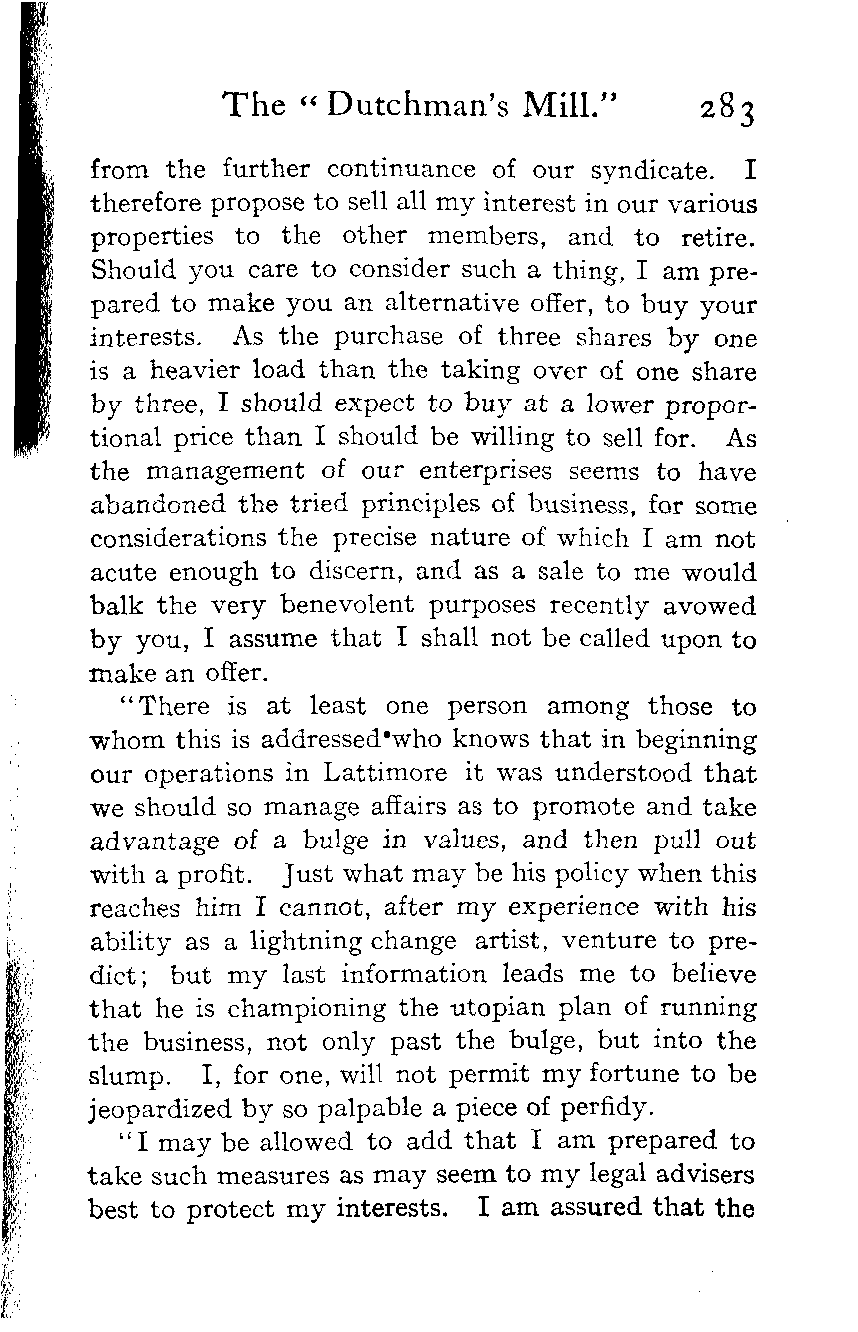 The “ Dutchman’s Mill.” 283
from the further continuance of our syndicate. I
therefore propose to sell all my interest in our various
properties to the other members, and to retire.
Should you care to consider such a thing, I am pre-
pared to make you an alternative offer, to buy your
interests. As the purchase of three shares by one
is a heavier load than the taking over of one share
by three, I should expect to buy at a lower propor-
tional price than I should be willing to sell for. As
the management of our enterprises seems to have
abandoned the tried principles of business, for some
considerations the precise nature of which I am not
acute enough to discern, and as a sale to me would
balk the very benevolent purposes recently avowed
by you, I assume that I shall not be called upon to
make an offer.
“There is at least one person among those to
whom this is addressed who knows that in beginning
our operations in Lattimore it was understood that
we should so manage affairs as to promote and take
advantage of a bulge in values, and then pull out
with a profit. Just what may be his policy when this
reaches him I cannot, after my experience with his
ability as a lightning change artist, venture to pre-
dict; but my last information leads me to believe
that he is championing the utopian plan of running
the business, not only past the bulge, but into the
slump. I, for one, will not permit my fortune to be
jeopardized by so palpable a piece of perfidy.
“I may be allowed to add that I am prepared to
take such measures as may seem to my legal advisers
best to protect my interests. I am assured that the